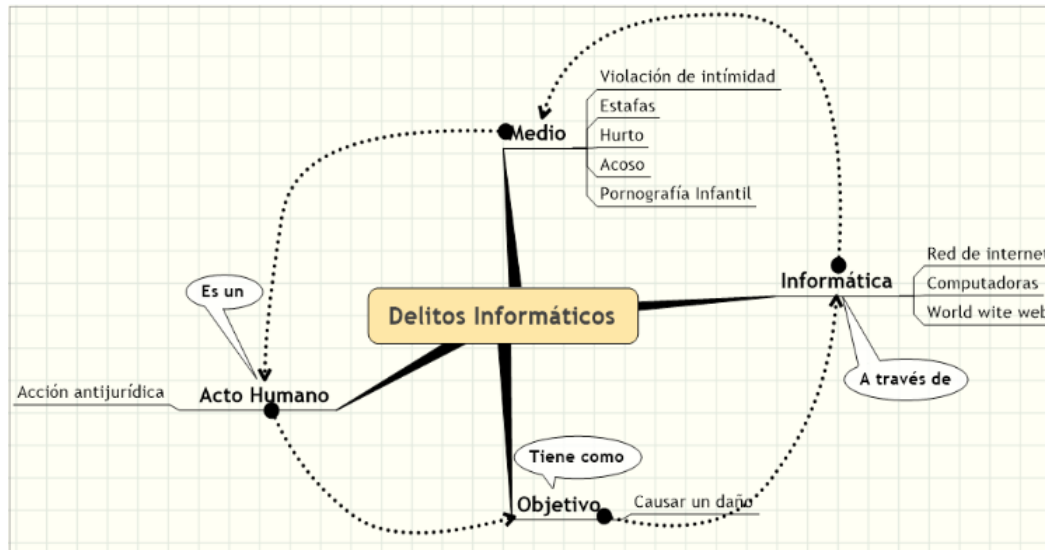 Violación de intímidad
Estafas
Medio
Hurto
Acoso
Pornografía Infantil
Red de internet
Informática
Computadoras
World wite web
Es un
Delitos Informáticos
A través de
Acción antijurídica
Acto Humano
Tiene como
Objetivo
Causar un daño